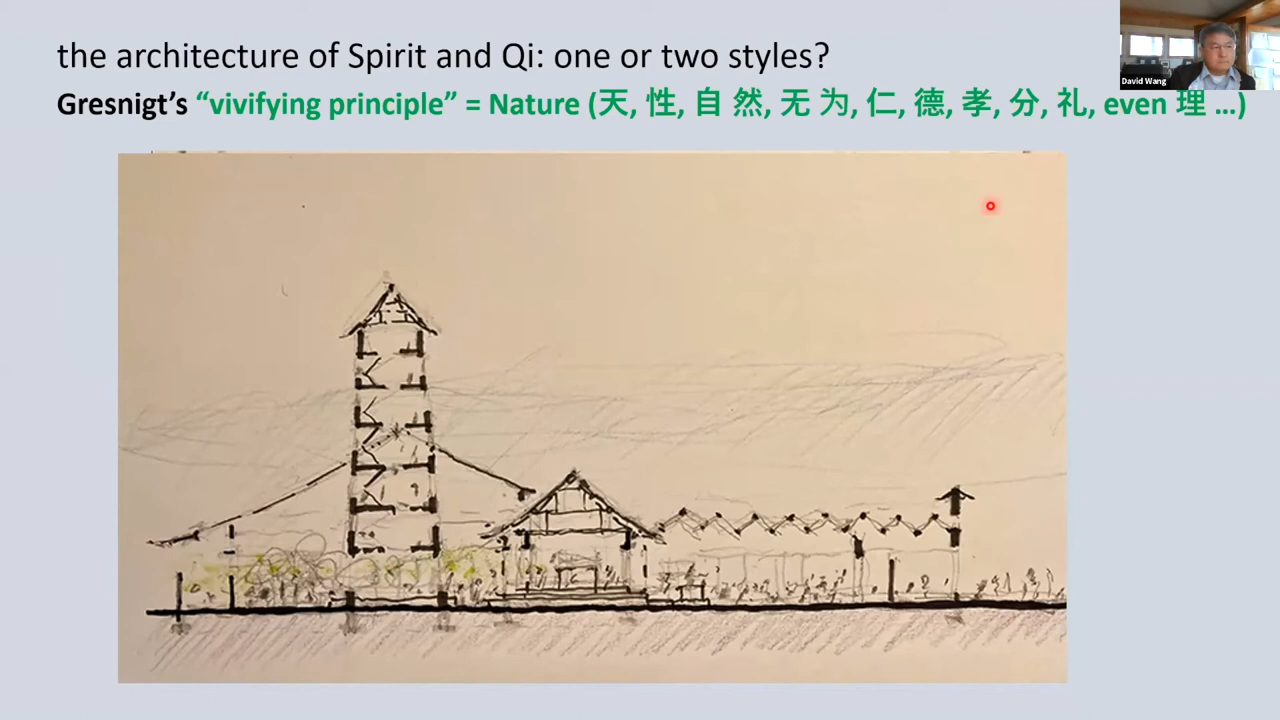 the architecture of Spirit and Qi: one or two styles?
Gresnigt's “vivifying principle” = Nature (天, 性, 自 然, 无 为, 仁, 德, 孝, 分, 礼, even 理 …)
David Wang